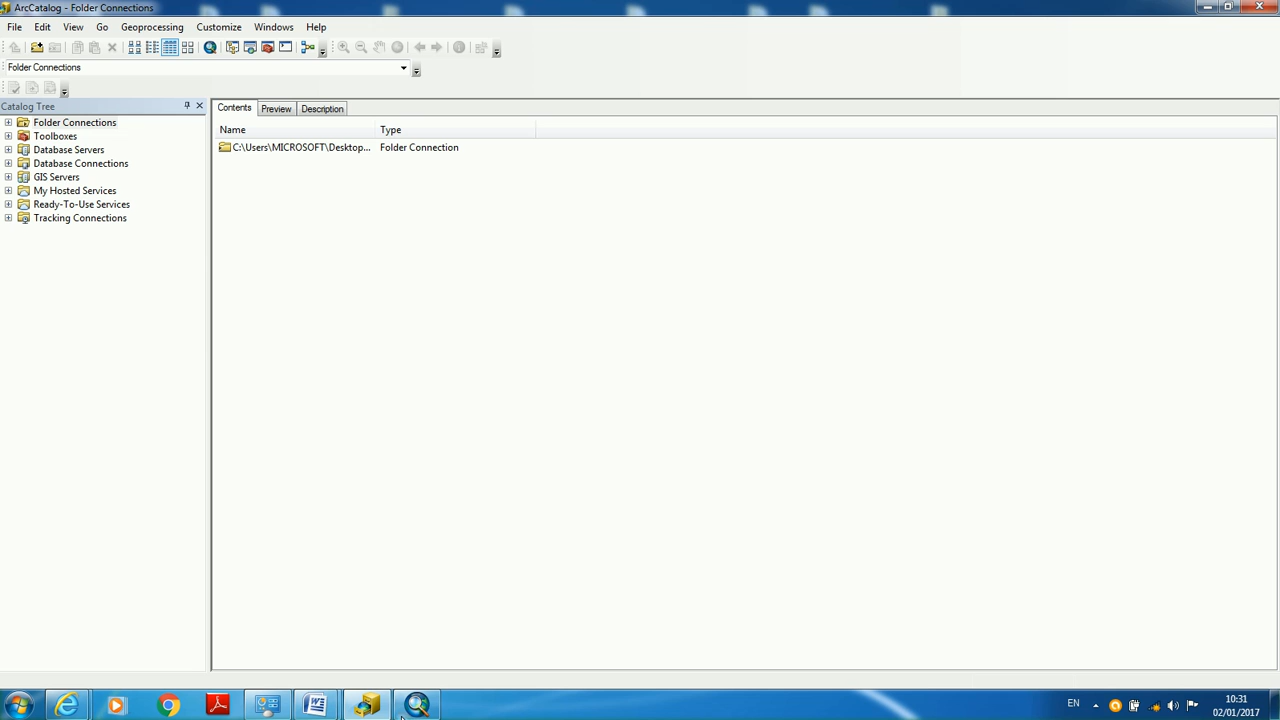 ArcCatalog - Folder Connections
File Edit View Go Geoprocessing Customize Windows Help
Folder Connections
Catalog Tree
Folder Connections
Toolboxes
Database Servers
Database Connections
GIS Servers
My Hosted Services
Ready-To-Use Services
Tracking Connections
Contents Preview Description
Name Type
C:\Users\MICROSOFT\Desktop... Folder Connection
EN
10:31
02/01/2017